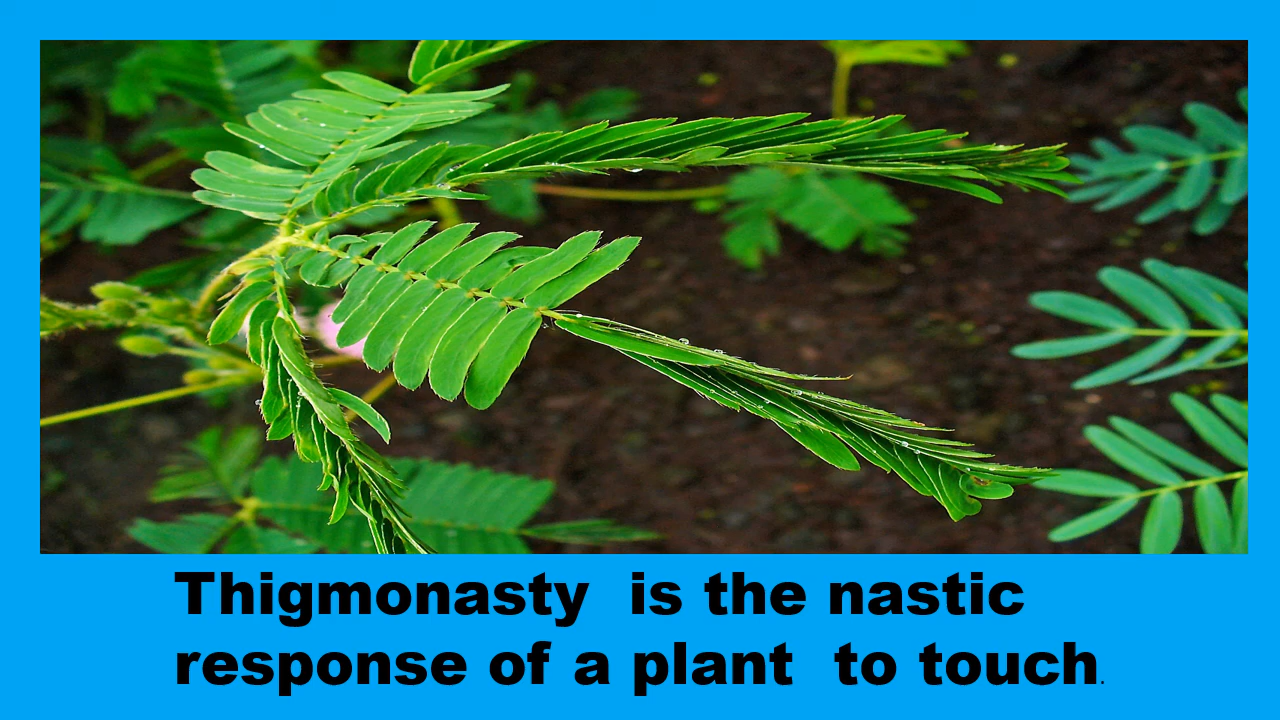 Thigmonasty  is the nastic
response of a plant  to touch.